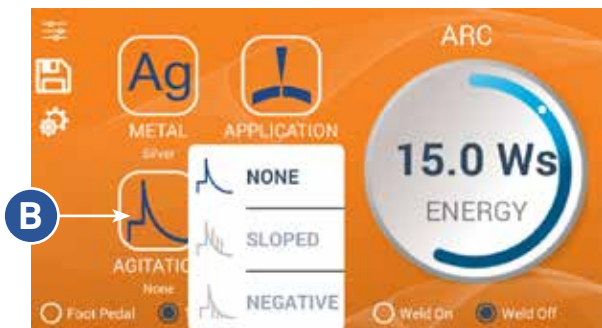 ARC
Ag
METAL
Silver
APPLICATION
15.0 Ws
ENERGY
NONE
SLOPED
NEGATIVE
B
AGITATIO
None
Foot Pedal
Weld On
Weld Off